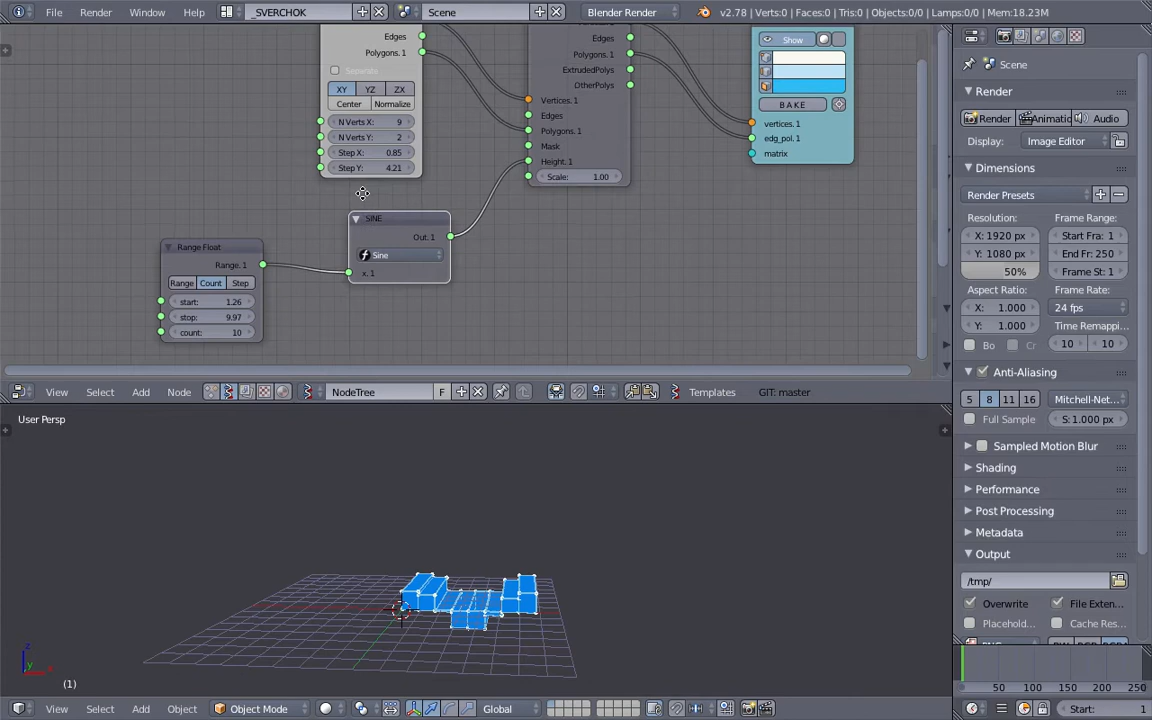 File Render Window Help _SVERCHOK Scene Blender Render v2.78 | Verts:0 | Faces:0 | Tris:0 | Objects:0/0 | Lamps:0/0 | Mem:18.23M
Edges
Polygons. 1
XY YZ ZX
Center Normalize
N Verts X: 9
N Verts Y: 2
Step X: 0.85
Step Y: 4.21
Edges
Polygons. 1
ExtrudedPolys
OtherPolys
Vertices. 1
Edges
Polygons. 1
Mask
Height. 1
Scale: 1.00
Show
BAKE
vertices. 1
edg_pol. 1
matrix
SINE
Out. 1
Sine
x. 1
Range Float
Range. 1
Range Count Step
start: 1.26
stop: 9.97
count: 10
View Select Add Node NodeTree F Templates GIT: master
User Persp
(1)
z
y
x
View Select Add Object Object Mode Global
Scene
Render
Render Animatic Audio
Display: Image Editor
Dimensions
Render Presets
Resolution: Frame Range:
X: 1920 px Start Fra: 1
Y: 1080 px End Fr: 250
50% Frame St: 1
Aspect Ratio: Frame Rate:
X: 1.000 24 fps
Y: 1.000 Time Remappi...
Bo Cr 10 10
Anti-Aliasing
5 8 11 16 Mitchell-Net...
Full Sample S:1.000 px
Sampled Motion Blur
Shading
Performance
Post Processing
Metadata
Output
/tmp/
Overwrite File Exten...
Placehold... Cache Res...
50 100 150 200 250
Start: 1